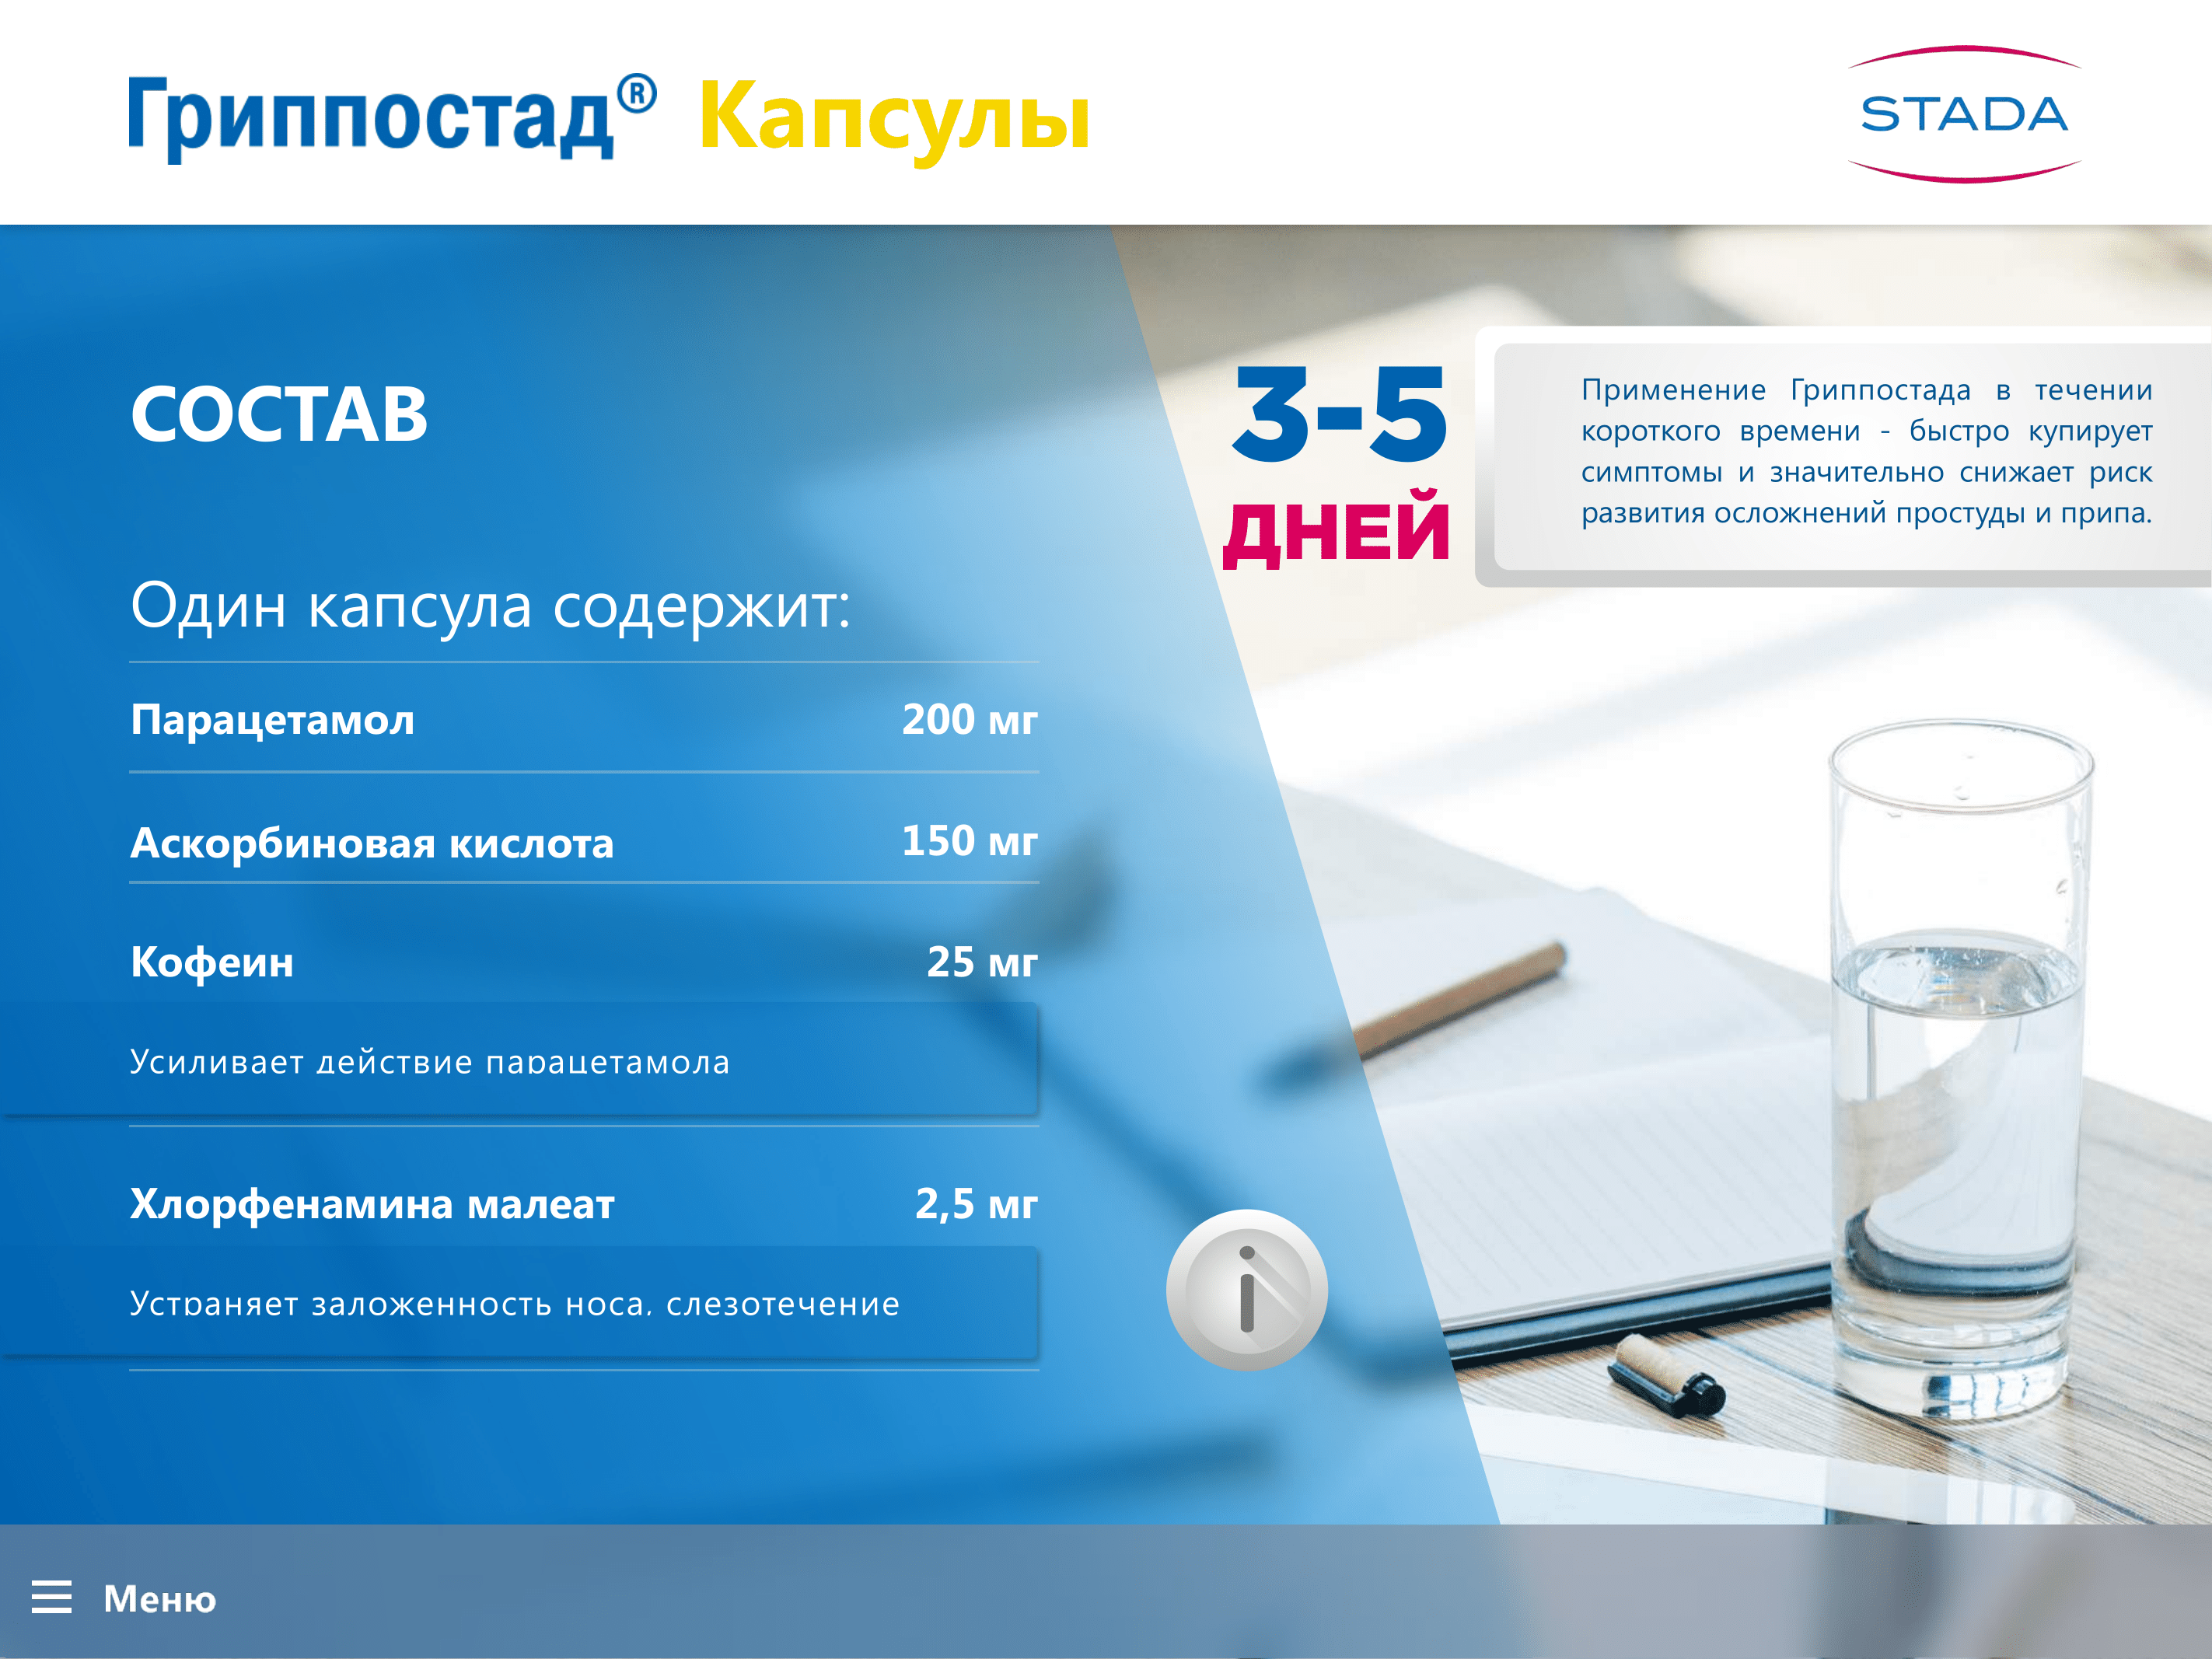 Гриппостад® Капсулы
STADA
СОСТАВ
Один капсула содержит:
Парацетамол 200 мг
Аскорбиновая кислота 150 мг
Кофеин 25 мг
Усиливает действие парацетамола
Хлорфенамина малеат 2,5 мг
Устраняет заложенность носа, слезотечение
3-5
ДНЕЙ
Применение Гриппостада в течении
короткого времени - быстро купирует
симптомы и значительно снижает риск
развития осложнений простуды и припа.
i
Меню